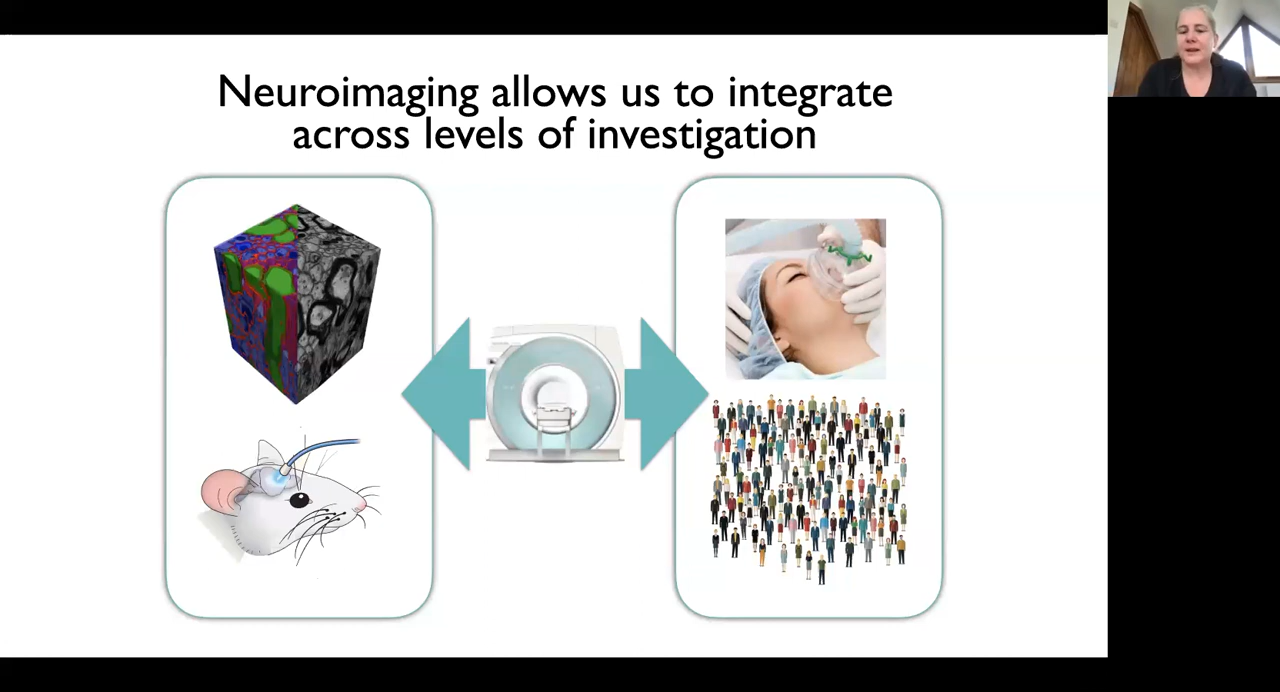 Neuroimaging allows us to integrate
across levels of investigation